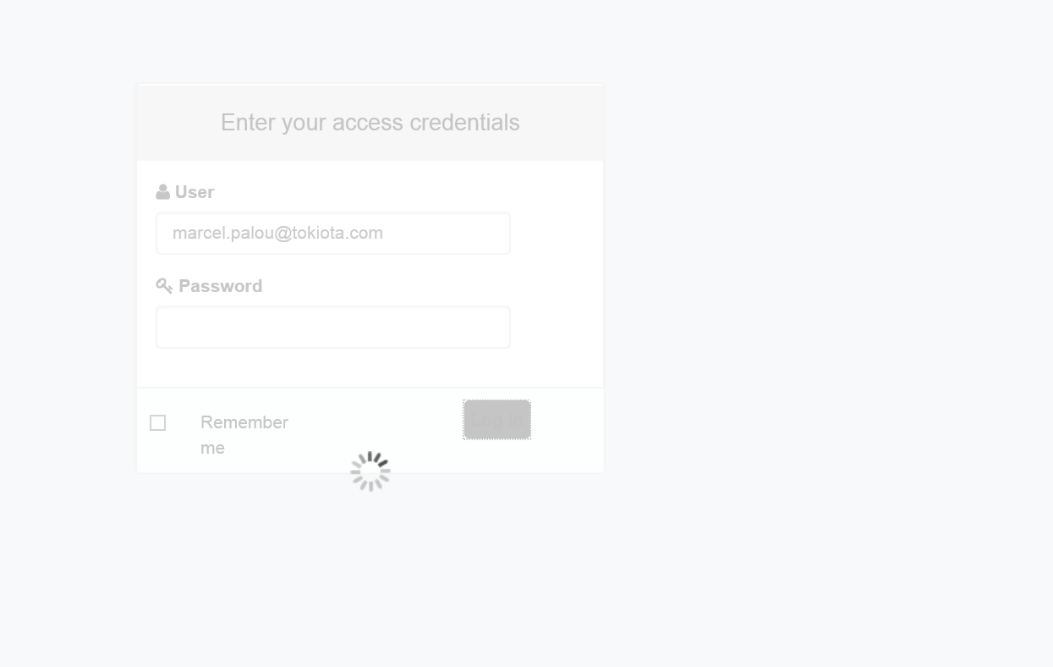 Enter your access credentials
User
marcel.palou@tokiota.com
Password
Remember
me